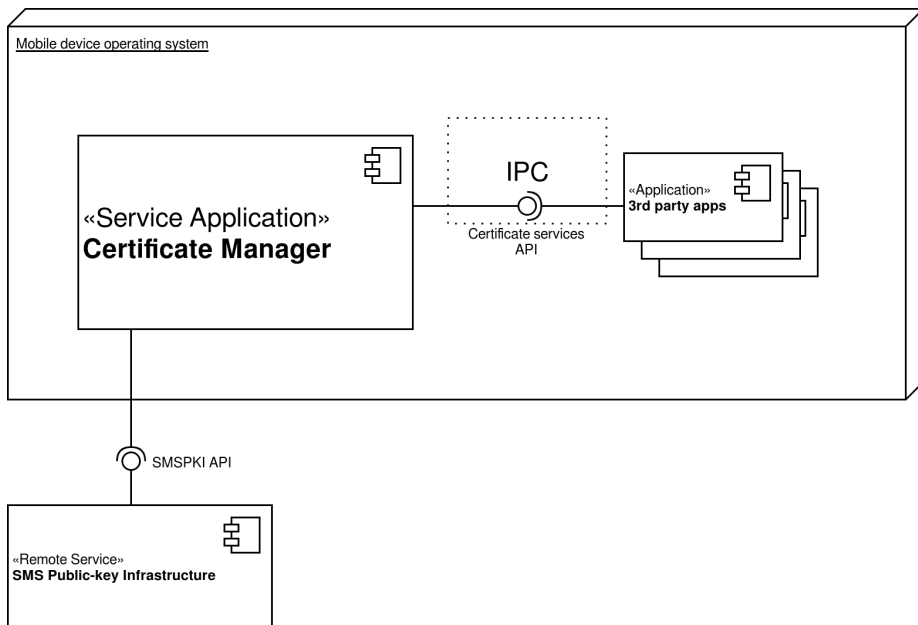 Mobile device operating system
«Service Application»
Certificate Manager
IPC
Certificate services
API
«Application»
3rd party apps
SMSPKI API
«Remote Service»
SMS Public-key Infrastructure